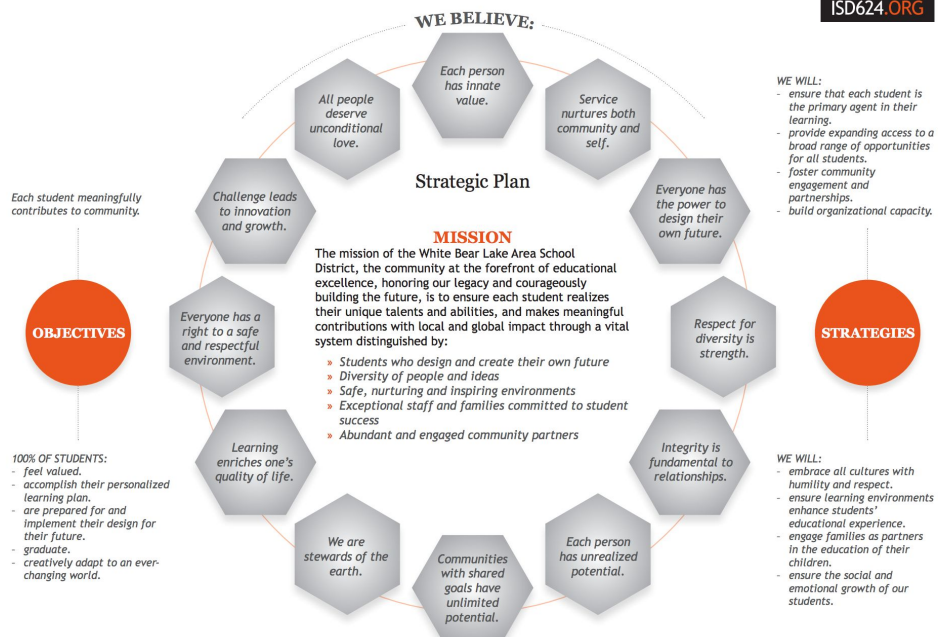 ISD624.ORG
WE BELIEVE:
Each person
has innate
value.
Service
nurtures both
community and
self.
Everyone has
the power to
design their
own future.
Respect for
diversity is
strength.
Integrity is
fundamental to
relationships.
Each person
has unrealized
potential.
Communities
with shared
goals have
unlimited
potential.
We are
stewards of the
earth.
Learning
enriches one's
quality of life.
Everyone has a
right to a safe
and respectful
environment.
Challenge leads
to innovation
and growth.
All people
deserve
unconditional
love.
Strategic Plan
MISSION
The mission of the White Bear Lake Area School
District, the community at the forefront of educational
excellence, honoring our legacy and courageously
building the future, is to ensure each student realizes
their unique talents and abilities, and makes meaningful
contributions with local and global impact through a vital
system distinguished by:
» Students who design and create their own future
» Diversity of people and ideas
» Safe, nurturing and inspiring environments
» Exceptional staff and families committed to student
success
» Abundant and engaged community partners
Each student meaningfully
contributes to community.
OBJECTIVES
100% OF STUDENTS:
- feel valued.
- accomplish their personalized
learning plan.
- are prepared for and
implement their design for
their future.
- graduate.
- creatively adapt to an ever-
changing world.
WE WILL:
- ensure that each student is
the primary agent in their
learning.
- provide expanding access to a
broad range of opportunities
for all students.
- foster community
engagement and
partnerships.
- build organizational capacity.
STRATEGIES
WE WILL:
- embrace all cultures with
humility and respect.
- ensure learning environments
enhance students'
educational experience.
- engage families as partners
in the education of their
children.
- ensure the social and
emotional growth of our
students.